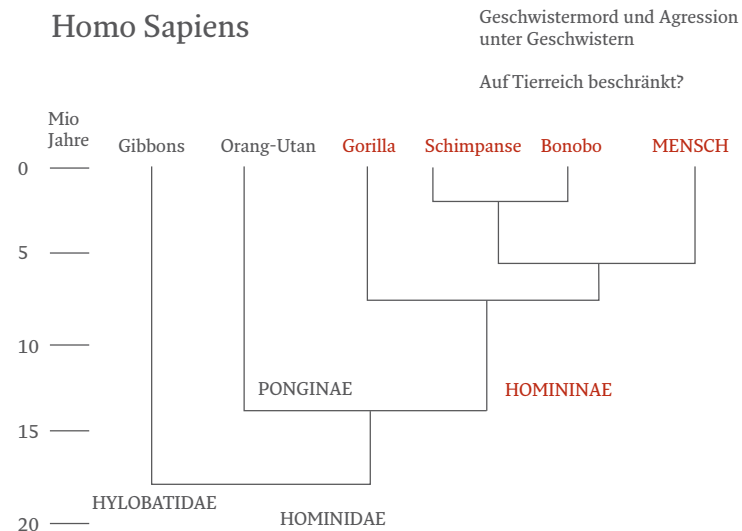 Homo Sapiens
Geschwistermord und Agression
unter Geschwistern
Auf Tierreich beschränkt?
Mio
Jahre
Gibbons
Orang-Utan
Gorilla
Schimpanse
Bonobo
MENSCH
0
5
10
PONGINAE
HOMININAE
15
HYLOBATIDAE
HOMINIDAE
20